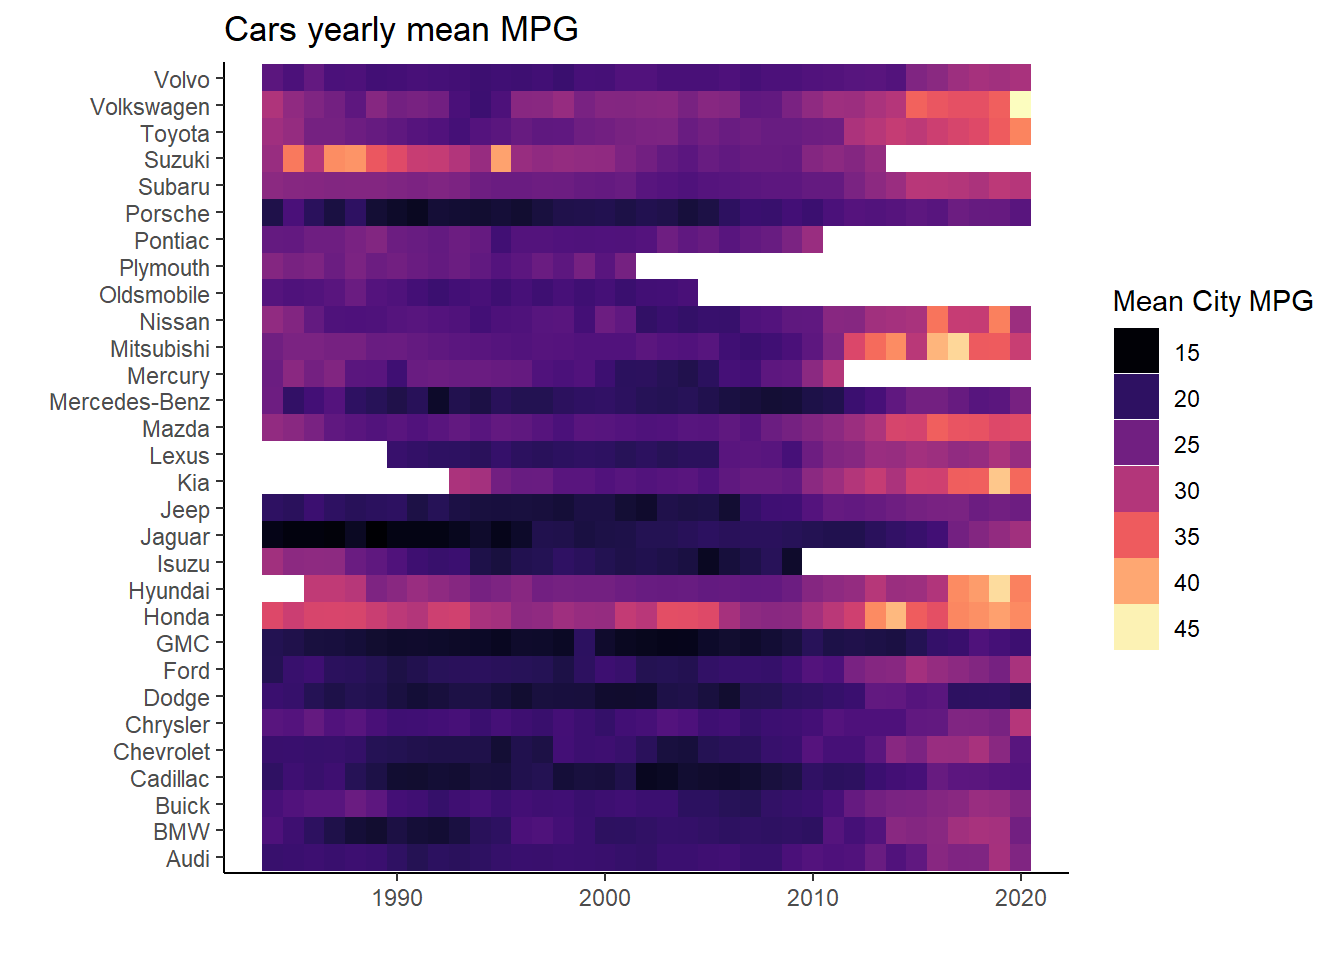 Cars yearly mean MPG
Volvo
Volkswagen
Toyota
Suzuki
Subaru
Porsche
Pontiac
Plymouth
Oldsmobile
Nissan
Mitsubishi
Mercury
Mercedes-Benz
Mazda
Lexus
Kia
Jeep
Jaguar
Isuzu
Hyundai
Honda
GMC
Ford
Dodge
Chrysler
Chevrolet
Cadillac
Buick
BMW
Audi
1990 2000 2010 2020
Mean City MPG
15
20
25
30
35
40
45